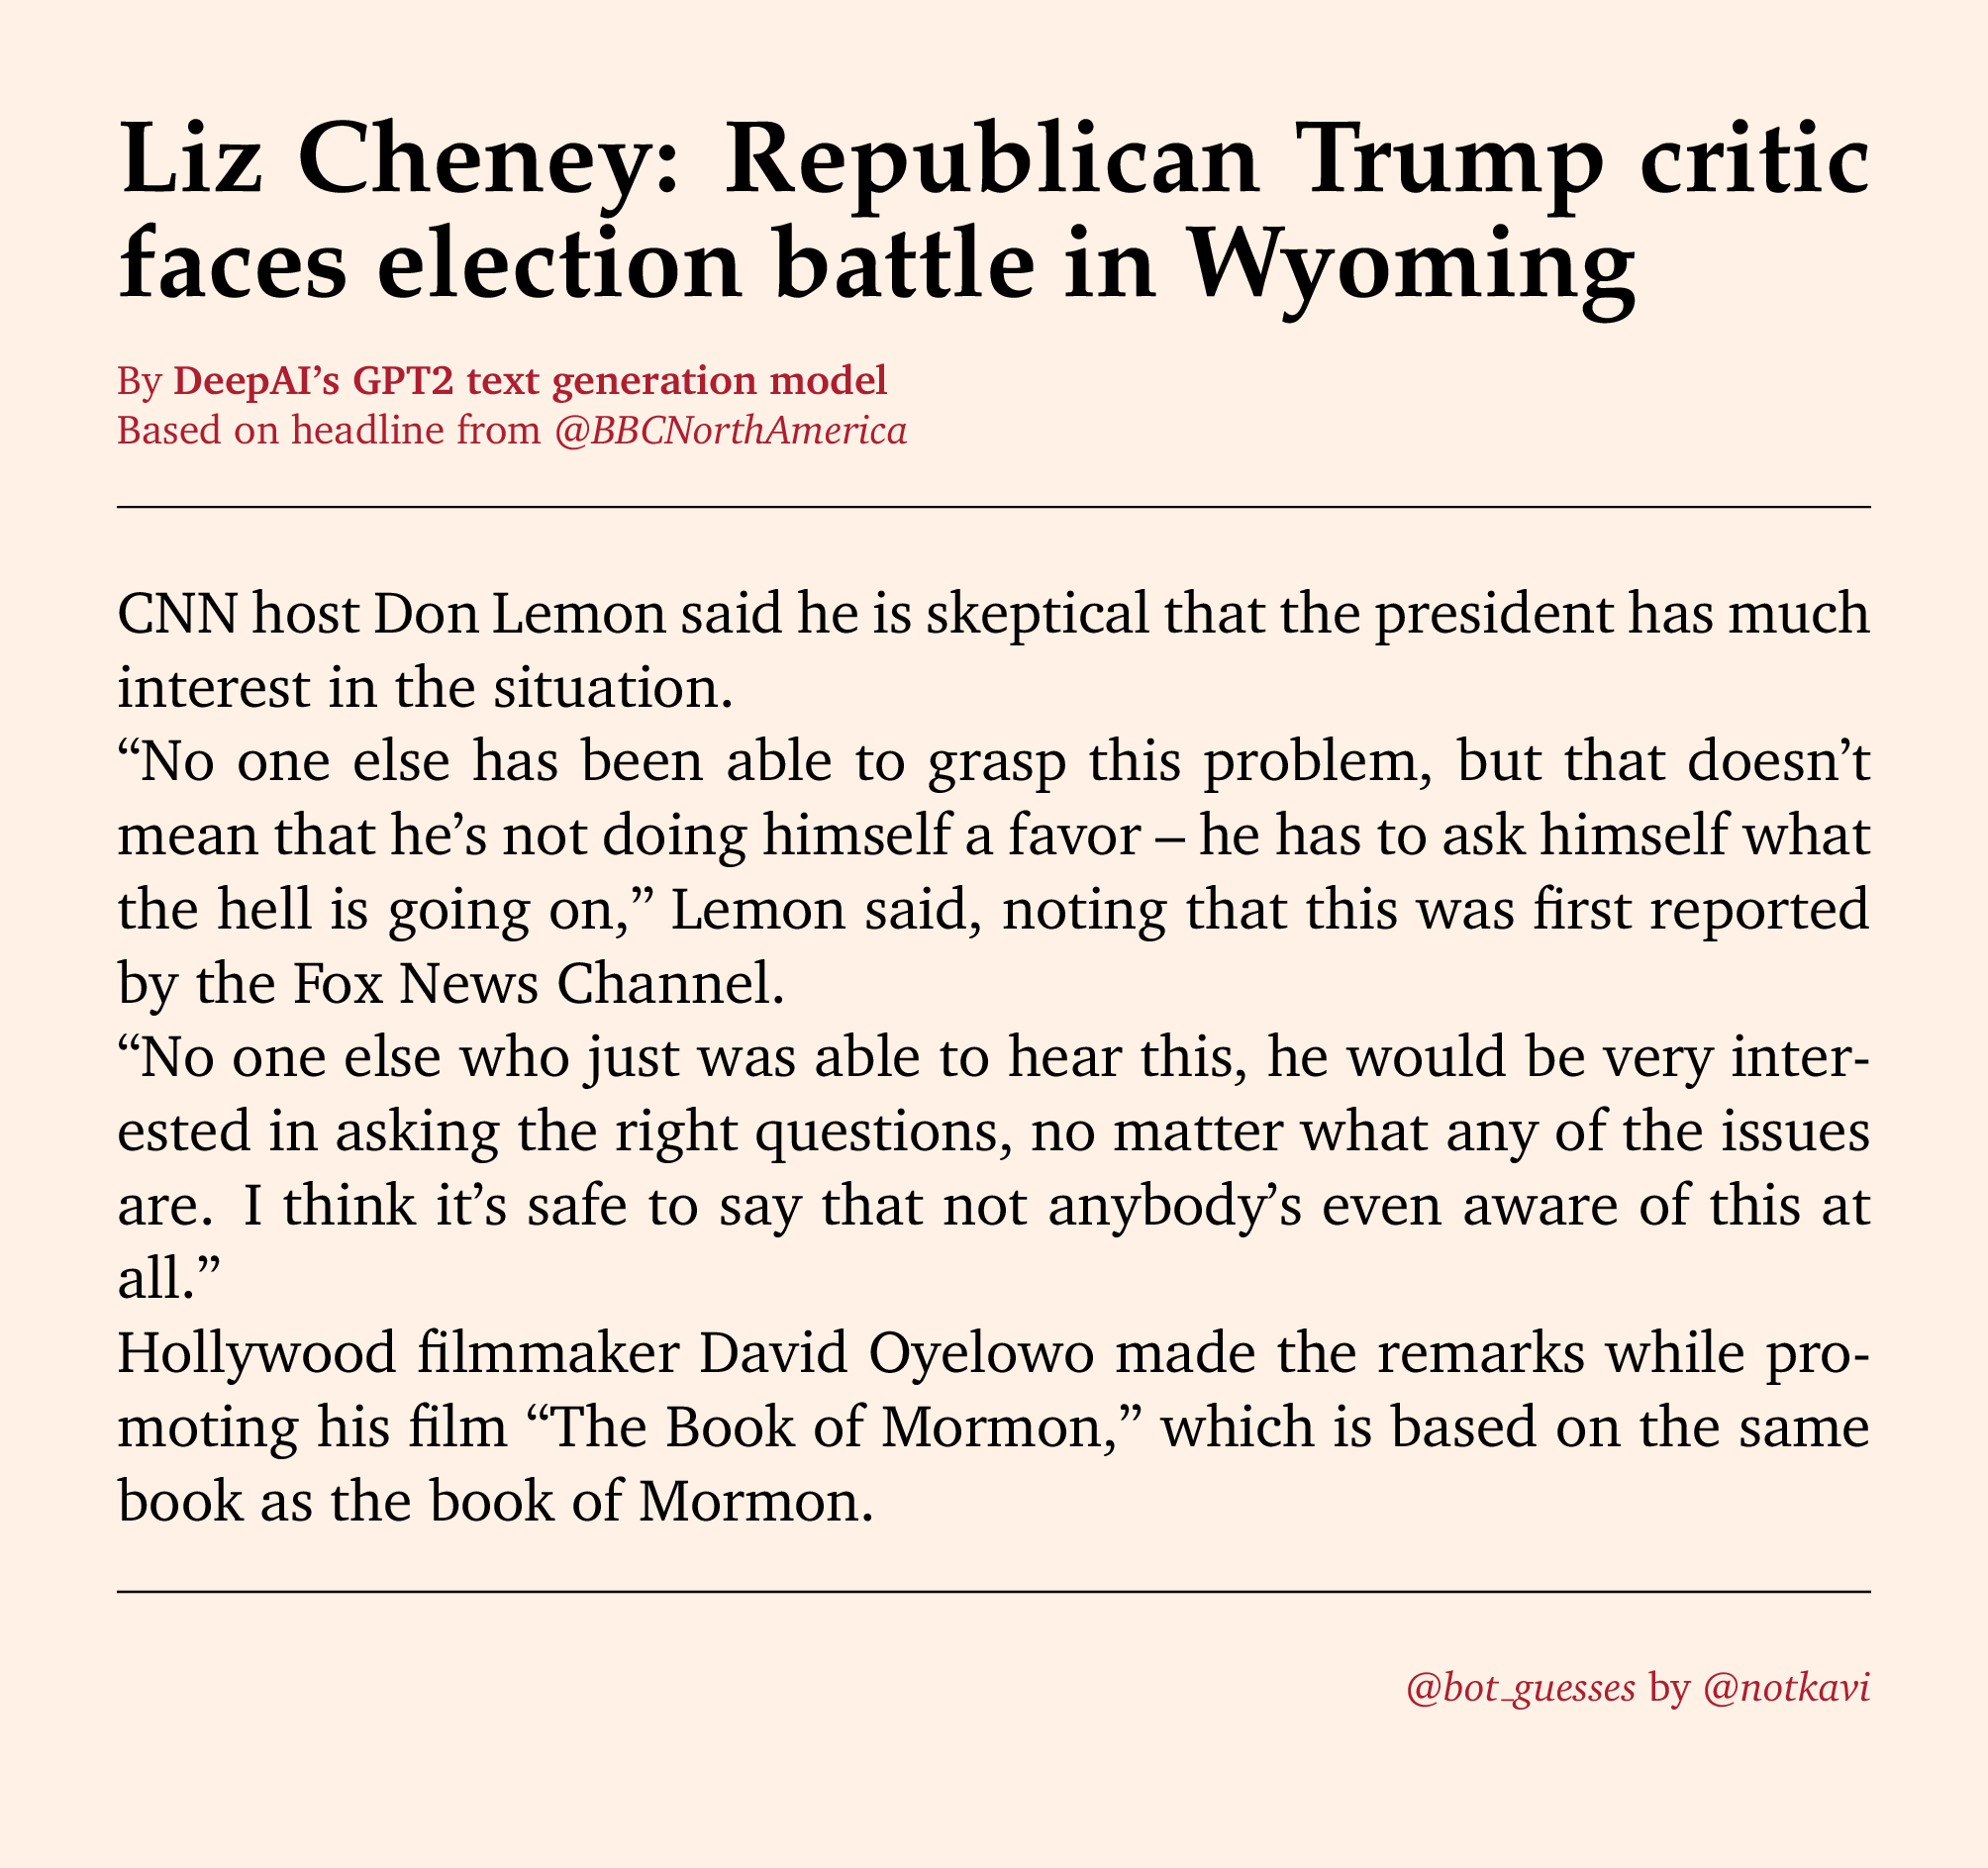 Liz Cheney: Republican Trump critic
faces election battle in Wyoming
By DeepAI’s GPT2 text generation model
Based on headline from @BBCNorthAmerica
CNN host Don Lemon said he is skeptical that the president has much
interest in the situation.
“No one else has been able to grasp this problem, but that doesn’t
mean that he’s not doing himself a favor – he has to ask himself what
the hell is going on,” Lemon said, noting that this was first reported
by the Fox News Channel.
“No one else who just was able to hear this, he would be very inter-
ested in asking the right questions, no matter what any of the issues
are. I think it’s safe to say that not anybody’s even aware of this at
all.”
Hollywood filmmaker David Oyelowo made the remarks while pro-
moting his film “The Book of Mormon,” which is based on the same
book as the book of Mormon.
@bot_guesses by @notkavi